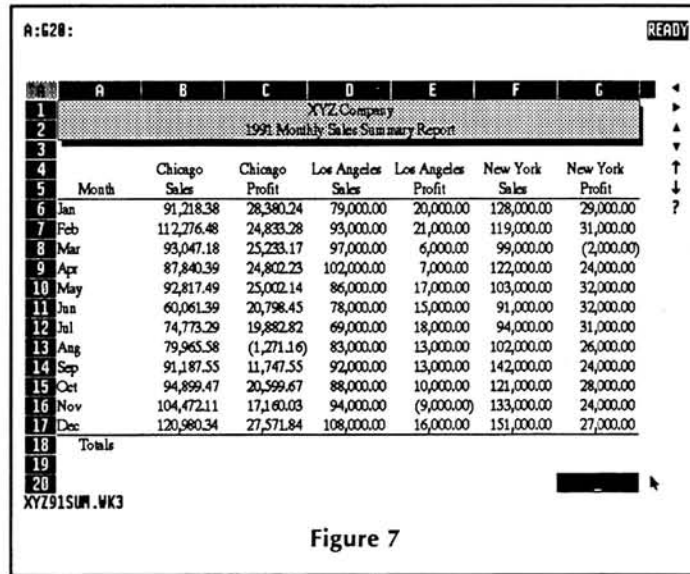 A:G20: READY
A A B C D E F G
1 XYZ Company
2 1991 Monthly Sales Summary Report
3
4 Chicago Chicago Los Angeles Los Angeles New York New York
5 Month Sales Profit Sales Profit Sales Profit
6 Jan 91,218.38 28,380.24 79,000.00 20,000.00 128,000.00 29,000.00
7 Feb 112,276.48 24,833.28 93,000.00 21,000.00 119,000.00 31,000.00
8 Mar 93,047.18 25,233.17 97,000.00 6,000.00 99,000.00 (2,000.00)
9 Apr 87,840.39 24,802.23 102,000.00 7,000.00 122,000.00 24,000.00
10 May 92,817.49 25,002.14 86,000.00 17,000.00 103,000.00 32,000.00
11 Jun 60,061.39 20,798.45 78,000.00 15,000.00 91,000.00 32,000.00
12 Jul 74,773.29 19,882.82 69,000.00 18,000.00 94,000.00 31,000.00
13 Aug 79,965.58 (1,271.16) 83,000.00 13,000.00 102,000.00 26,000.00
14 Sep 91,187.55 11,747.55 92,000.00 13,000.00 142,000.00 24,000.00
15 Oct 94,899.47 20,599.67 88,000.00 10,000.00 121,000.00 28,000.00
16 Nov 104,472.11 17,160.03 94,000.00 (9,000.00) 133,000.00 24,000.00
17 Dec 120,980.34 27,571.84 108,000.00 16,000.00 151,000.00 27,000.00
18 Totals
19
20
?
XYZ91SUM.WK3
Figure 7